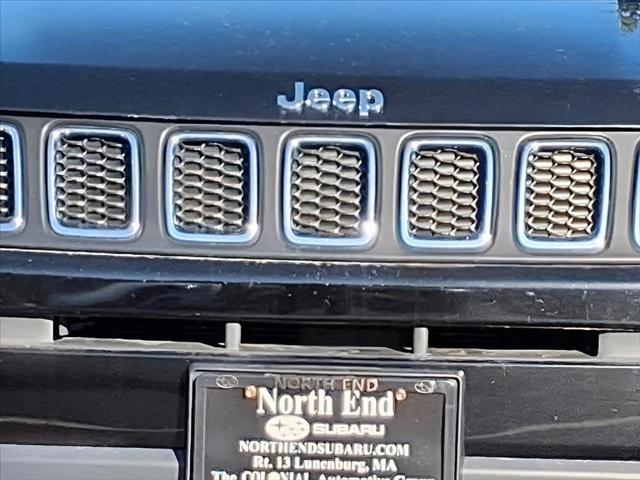 Jeep
NORTH END
North End
SUBARU
NORTHENDSUBARU.COM
Rt. 13 Lunenburg, MA
The COLONIAL Automotive Group